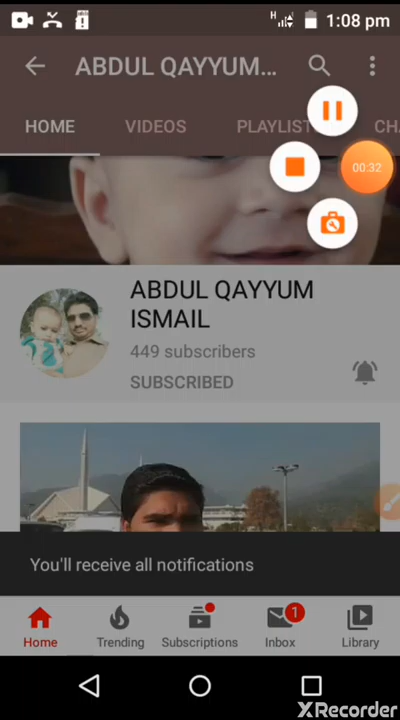 H 1:08 pm
ABDUL QAYYUM...
HOME VIDEOS PLAYLIST CH
00:32
ABDUL QAYYUM
ISMAIL
449 subscribers
SUBSCRIBED
You'll receive all notifications
1
Home Trending Subscriptions Inbox Library
XRecorder